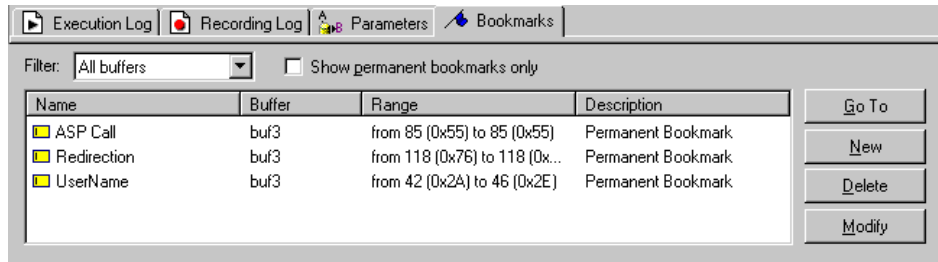 Execution Log Recording Log A B Parameters Bookmarks
Filter: All buffers Show permanent bookmarks only
Name Buffer Range Description Go To
ASP Call buf3 from 85 (0x55) to 85 (0x55) Permanent Bookmark
Redirection buf3 from 118 (0x76) to 118 (0x... Permanent Bookmark New
UserName buf3 from 42 (0x2A) to 46 (0x2E) Permanent Bookmark Delete
Modify